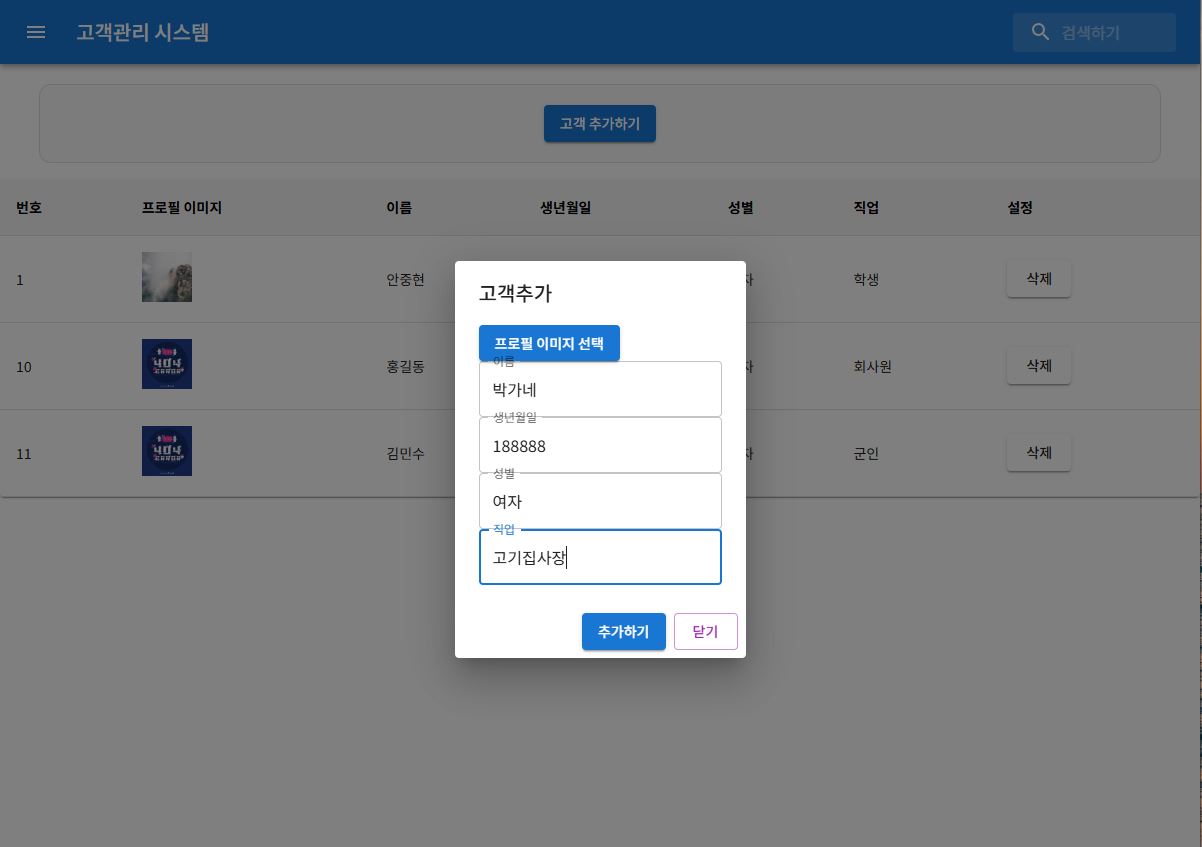 고객관리 시스템
검색하기
고객 추가하기
번호 프로필 이미지 이름 생년월일 성별 직업 설정
1 안중현 자 학생 삭제
10 404 홍길동 자 회사원 삭제
11 404 김민수 자 군인 삭제
고객추가
프로필 이미지 선택
이름
박가네
생년월일
188888
성별
여자
직업
고기집사장
추가하기 닫기